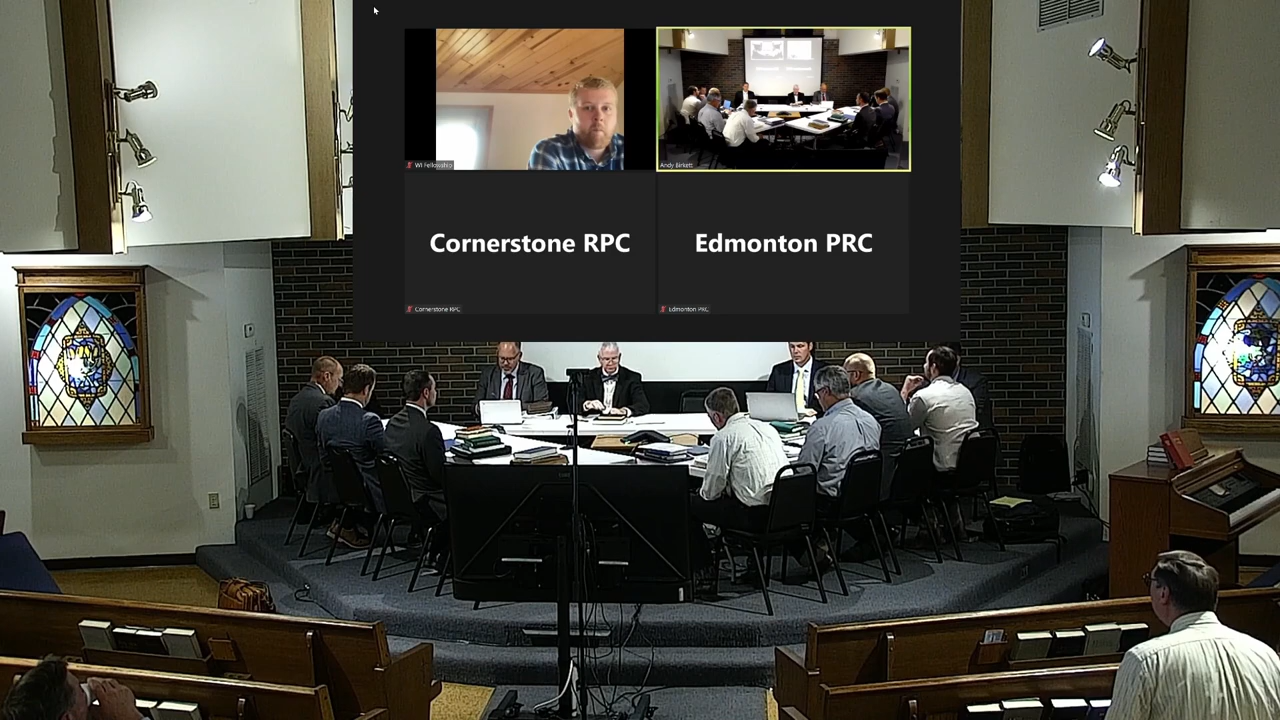 WI Fellowship
Andy Birkett
Cornerstone RPC
Edmonton PRC
Cornerstone RPC
Edmonton PRC